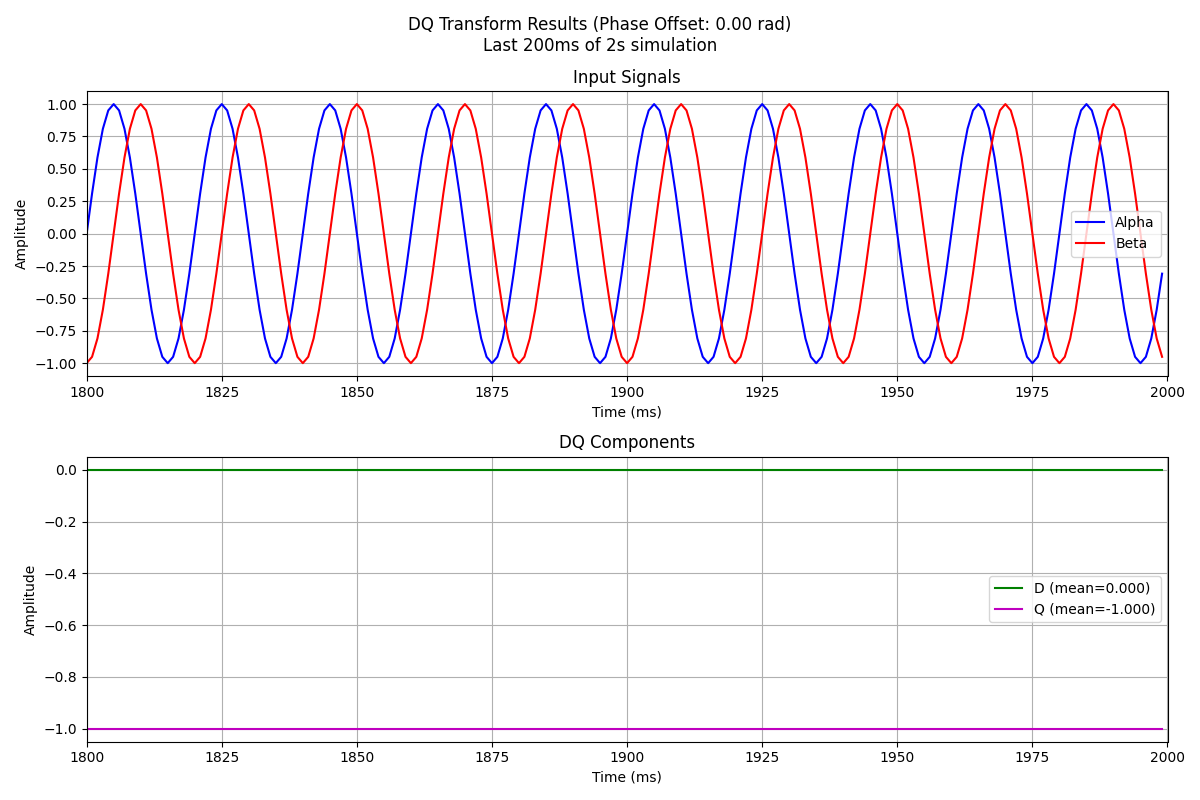 DQ Transform Results (Phase Offset: 0.00 rad)
Last 200ms of 2s simulation
Input Signals
Amplitude
1.00
0.75
0.50
0.25
0.00
−0.25
−0.50
−0.75
−1.00
Alpha
Beta
1800 1825 1850 1875 1900 1925 1950 1975 2000
Time (ms)
DQ Components
Amplitude
0.0
−0.2
−0.4
−0.6
−0.8
−1.0
D (mean=0.000)
Q (mean=-1.000)
1800 1825 1850 1875 1900 1925 1950 1975 2000
Time (ms)